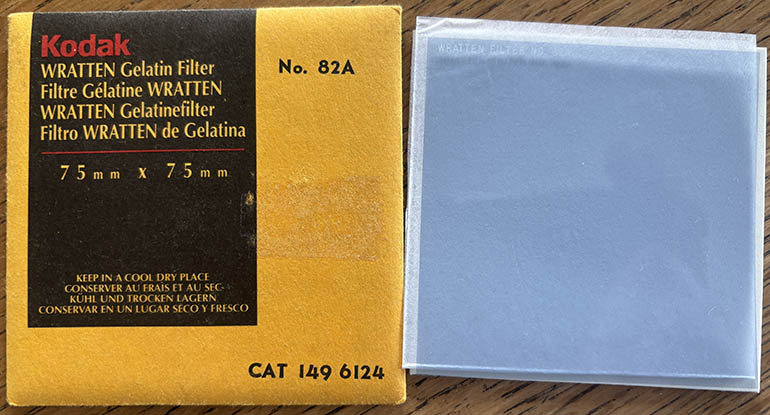 Kodak
WRATTEN Gelatin Filter
Filtre Gélatine WRATTEN
WRATTEN Gelatinefilter
Filtro WRATTEN de Gelatina
75mm x 75mm
KEEP IN A COOL DRY PLACE
CONSERVER AU FRAIS ET AU SEC-
KÜHL UND TROCKEN LAGERN
CONSERVAR EN UN LUGAR SECO Y FRESCO
No. 82A
CAT 149 6124
WRATTEN FILTER NO